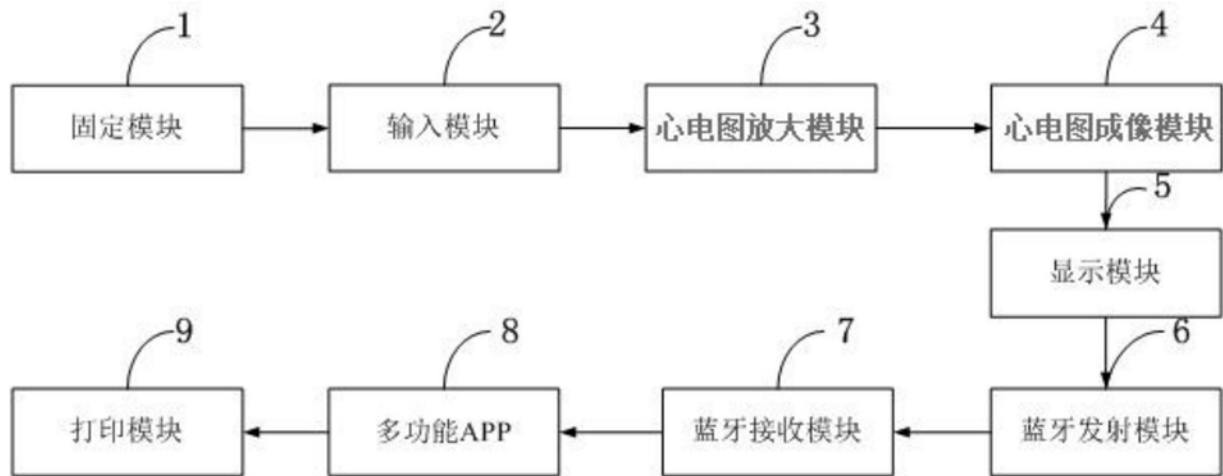 1
2
3
4
固定模块
输入模块
心电图放大模块
心电图成像模块
5
显示模块
9
8
7
6
打印模块
多功能APP
蓝牙接收模块
蓝牙发射模块